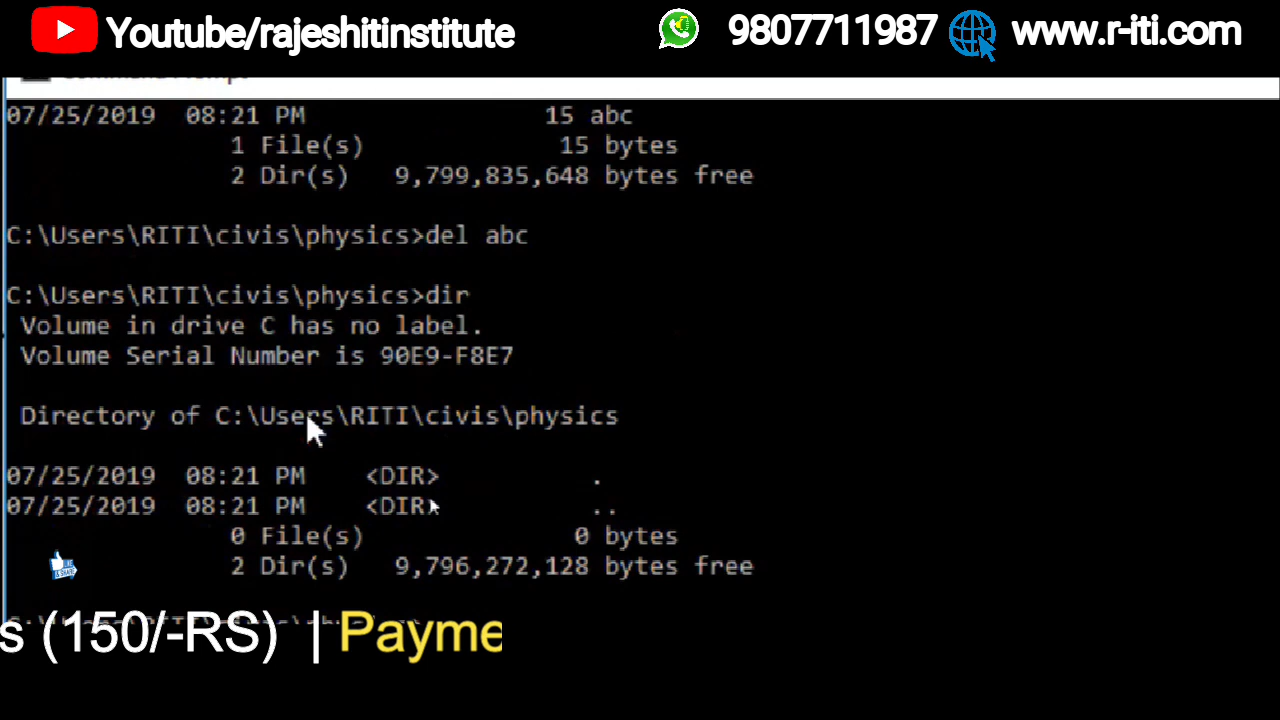 Youtube/rajeshitinstitute 9807711987 www.r-iti.com
07/25/2019 08:21 PM 15 abc
1 File(s) 15 bytes
2 Dir(s) 9,799,835,648 bytes free
C:\Users\RITI\civis\physics>del abc
C:\Users\RITI\civis\physics>dir
Volume in drive C has no label.
Volume Serial Number is 90E9-F8E7
Directory of C:\Users\RITI\civis\physics
07/25/2019 08:21 PM <DIR> .
07/25/2019 08:21 PM <DIR> ..
0 File(s) 0 bytes
2 Dir(s) 9,796,272,128 bytes free
s (150/-RS) | Payme